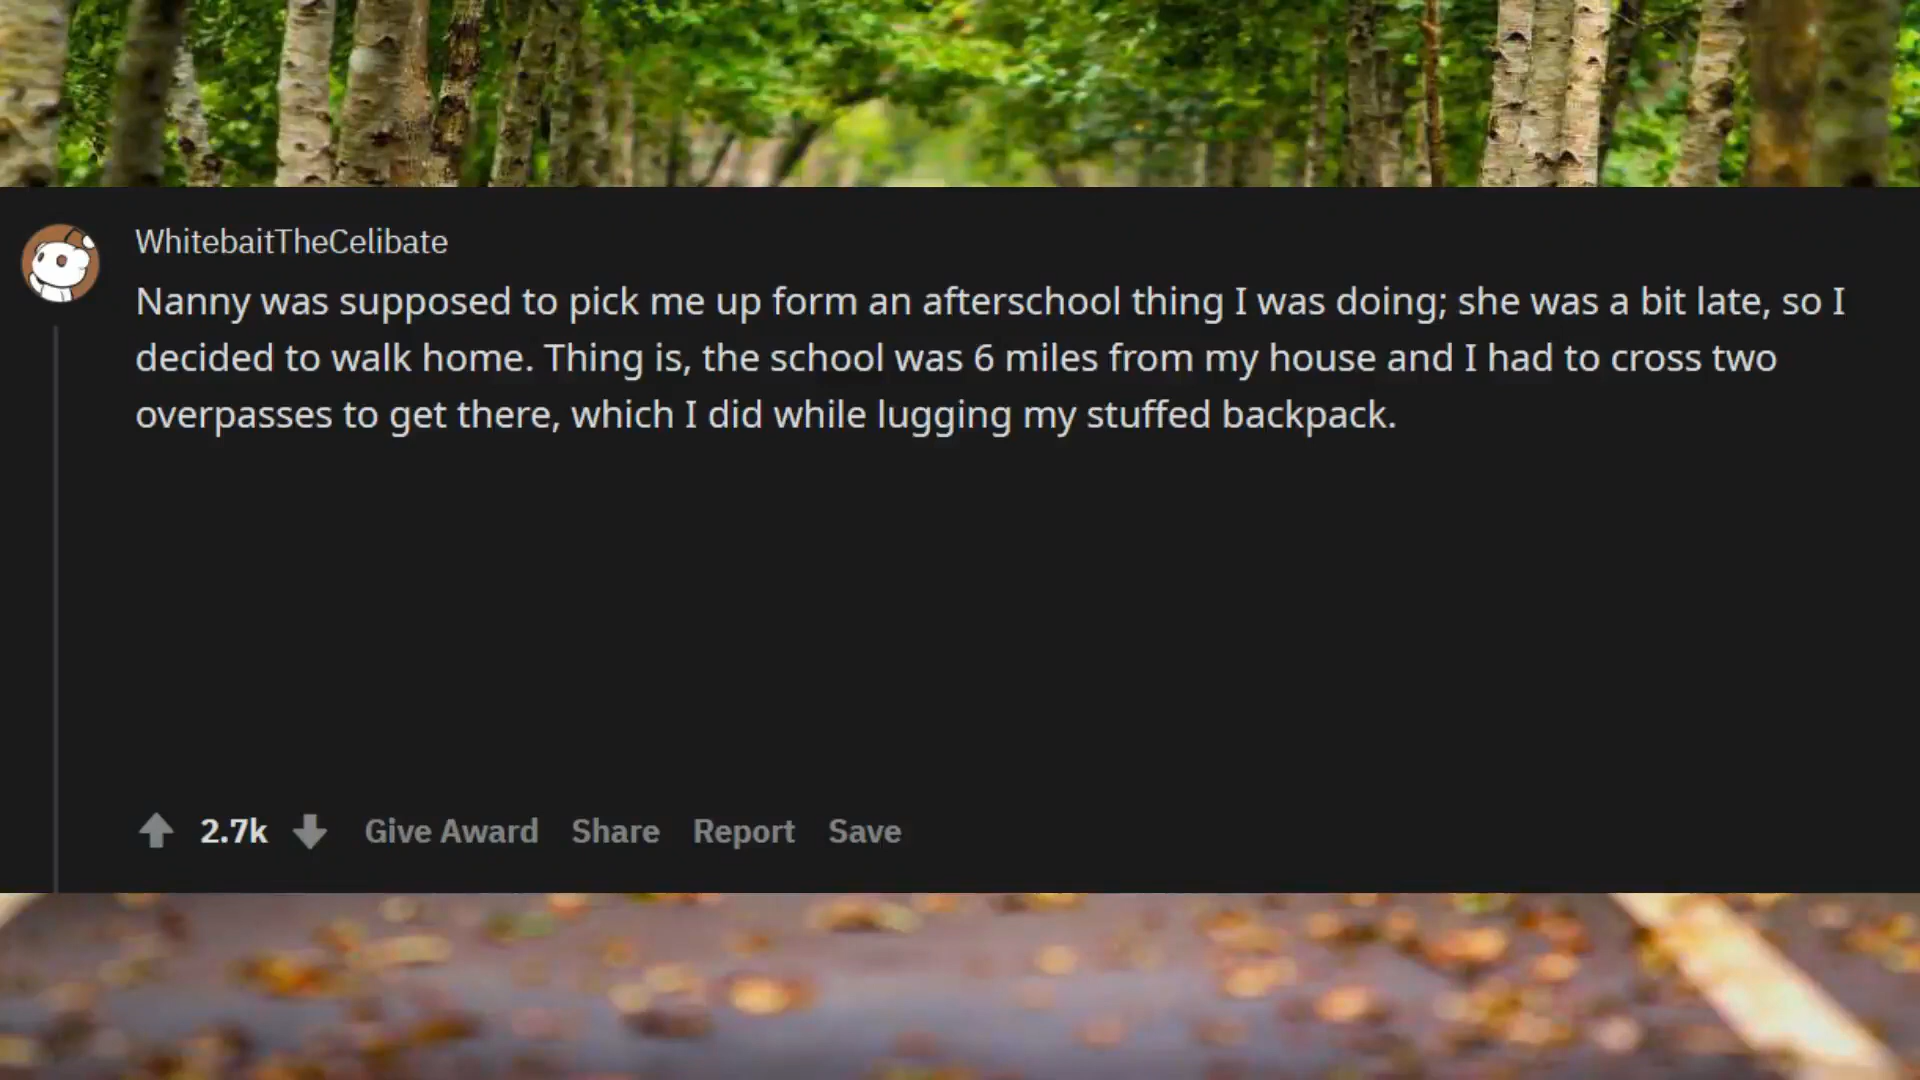 WhitebaitTheCelibate
Nanny was supposed to pick me up form an afterschool thing I was doing; she was a bit late, so I
decided to walk home. Thing is, the school was 6 miles from my house and I had to cross two
overpasses to get there, which I did while lugging my stuffed backpack.
2.7k Give Award Share Report Save